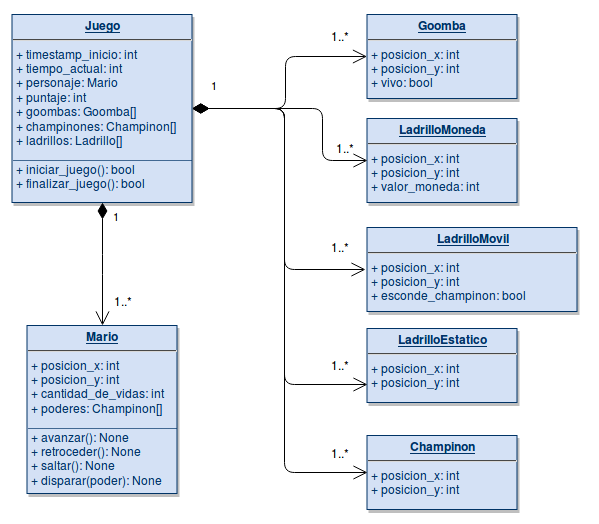 Juego
+ timestamp_inicio: int
+ tiempo_actual: int
+ personaje: Mario
+ puntaje: int
+ goombas: Goomba[]
+ champinones: Champinon[]
+ ladrillos: Ladrillo[]
+ iniciar_juego(): bool
+ finalizar_juego(): bool
1
1
1..*
Mario
+ posicion_x: int
+ posicion_y: int
+ cantidad_de_vidas: int
+ poderes: Champinon[]
+ avanzar(): None
+ retroceder(): None
+ saltar(): None
+ disparar(poder): None
1..*
Goomba
+ posicion_x: int
+ posicion_y: int
+ vivo: bool
1..*
LadrilloMoneda
+ posicion_x: int
+ posicion_y: int
+ valor_moneda: int
1..*
LadrilloMovil
+ posicion_x: int
+ posicion_y: int
+ esconde_champinon: bool
1..*
LadrilloEstatico
+ posicion_x: int
+ posicion_y: int
1..*
Champinon
+ posicion_x: int
+ posicion_y: int